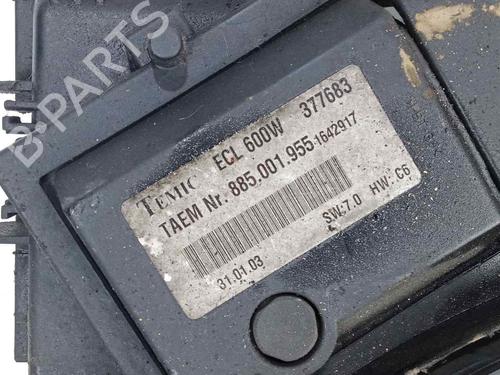 B-PARTS
TEMIC ECL 600W 377683
TAEM Nr. 885.001.955-1642917
31.01.03 SW:7.0 HW: C6